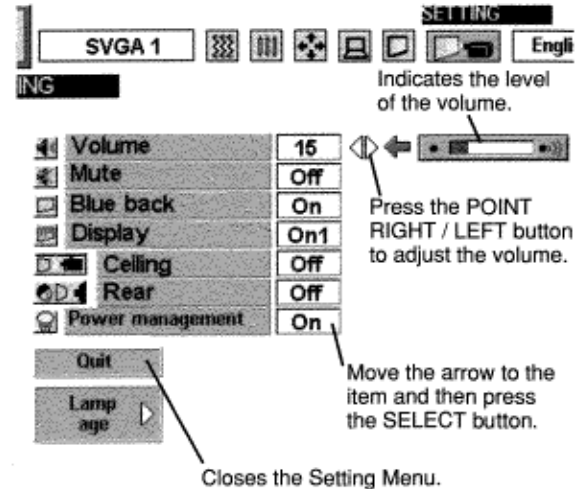 SETTING
SVGA 1
Engli
ING
Indicates the level
of the volume.
Volume 15
Mute Off
Blue back On
Display On1
Ceiling Off
Rear Off
Power management On
Press the POINT
RIGHT / LEFT button
to adjust the volume.
Quit
Lamp
age
Move the arrow to the
item and then press
the SELECT button.
Closes the Setting Menu.